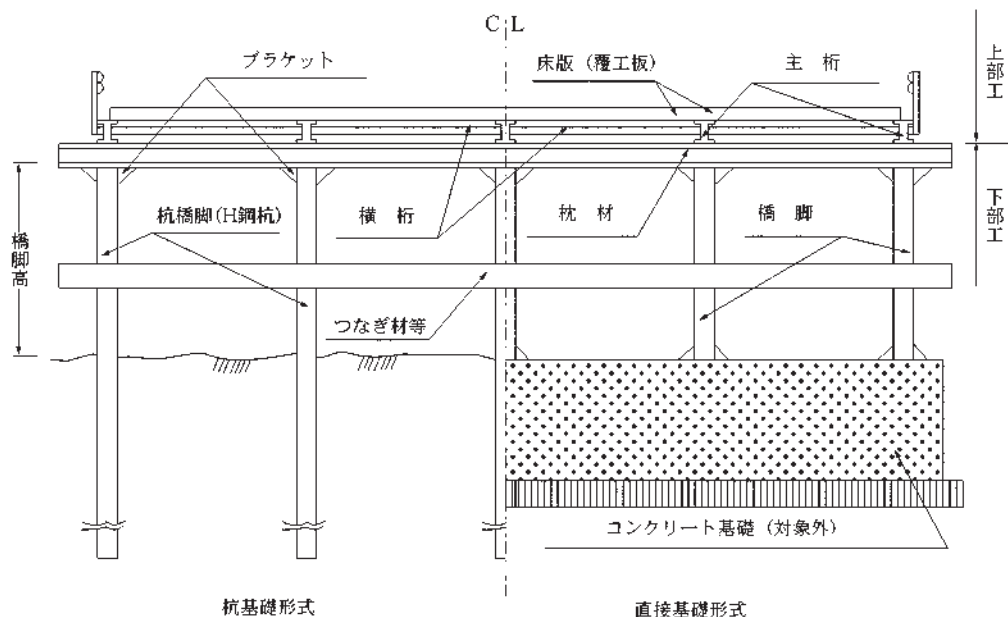 C L
ブラケット
床版(覆工板)
主 桁
上部工
杭橋脚(H鋼杭)
横 桁
枕 材
橋 脚
下部工
橋脚高
つなぎ材等
コンクリート基礎(対象外)
杭基礎形式
直接基礎形式